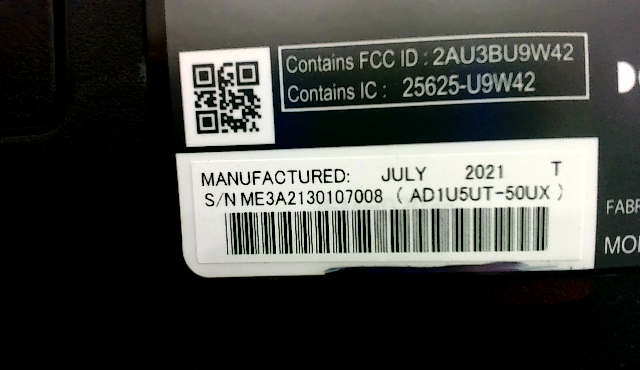 Contains FCC ID : 2AU3BU9W42
Contains IC : 25625-U9W42
MANUFACTURED: JULY 2021 T
S/N ME3A2130107008 ( AD1U5UT-50UX )